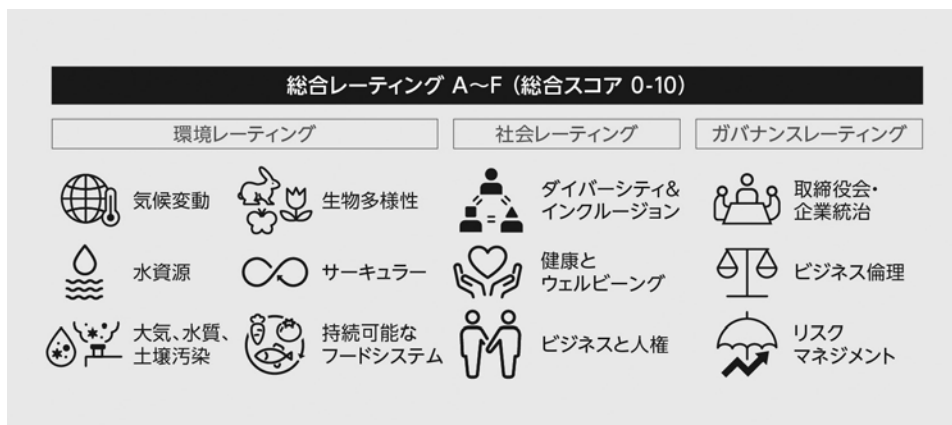 総合レーティング A～F（総合スコア 0-10）
環境レーティング
気候変動
生物多様性
水資源
サーキュラー
大気、水質、
土壌汚染
持続可能な
フードシステム
社会レーティング
ダイバーシティ&
インクルージョン
健康と
ウェルビーング
ビジネスと人権
ガバナンスレーティング
取締役会・
企業統治
ビジネス倫理
リスク
マネジメント